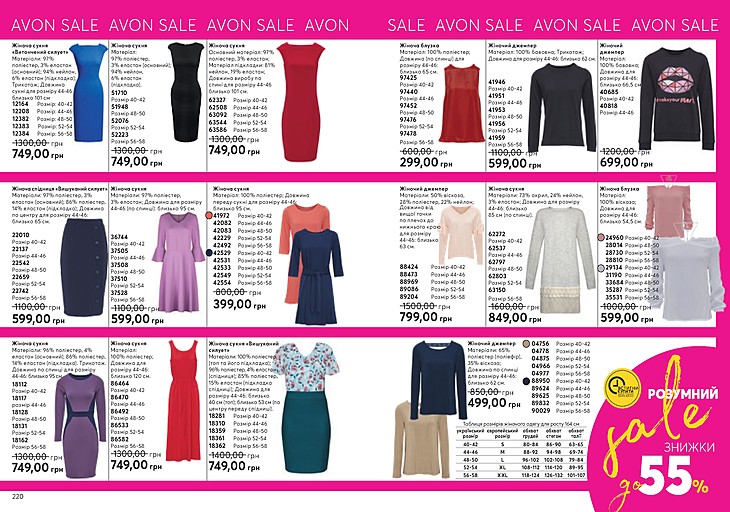 AVON SALE AVON SALE AVON
SALE AVON SALE AVON SALE AVON SALE
Жіноча сукня
«Витончений силует»
Матеріали: 97%
поліестер, 3% еластан
(основний); 94% нейлон,
6% еластан
(підкладка);
Трикотаж; Довжина
для розміру 44-46:
близько 101 см.
12164 Розмір 40-42
12208 Розмір 44-46
12382 Розмір 48-50
12383 Розмір 52-54
12384 Розмір 56-58
1300,00 грн
749,00 грн
Жіноча сукня
Матеріал:
97% поліестер,
3% еластан (основний);
94% нейлон,
6% еластан
(підкладка).
51710
Розмір 40-42
51948
Розмір 44-46
52076
Розмір 52-54
52223
Розмір 56-58
1300,00 грн
749,00 грн
Жіноча сукня
Основний матеріал: 97%
поліестер, 3% еластан;
Матеріал підкладки: 81%
нейлон, 19% еластан;
Довжина виробу по
спині для розміру 44-46:
близько 101 см.
62327 Розмір 40-42
62508 Розмір 44-46
63092 Розмір 48-50
63544 Розмір 52-54
63586 Розмір 56-58
1300,00 грн
749,00 грн
Жіноча блузка
Матеріал: 100% поліестер;
Довжина (по спині) для
розміру 44-46:
близько 65 см.
97425
Розмір 40-42
97440
Розмір 44-46
97452
Розмір 48-50
97476
Розмір 52-54
97478
Розмір 56-58
600,00 грн
299,00 грн
Жіночий джемпер
Матеріал: 100% бавовна; Трикотаж;
Довжина для розміру 44-46: близько 62 см.
41946
Розмір 40-42
41951
Розмір 44-46
41953
Розмір 48-50
41956
Розмір 52-54
41959
Розмір 56-58
1100,00 грн
599,00 грн
Жіночий
джемпер
Матеріал:
100% бавовна;
Довжина для
розміру 44-46:
близько 66,5 см.
40685
Розмір 40-42
40818
Розмір 44-46
1200,00 грн
699,00 грн
Жіноча спідниця «Вишуканий силует»
Матеріали: 97% поліестер, 3%
еластан (основний); 86% поліестер,
14% еластан (підкладка); Довжина
по центру для розміру 44-46:
близько 65 см.
22010
Розмір 40-42
22137
Розмір 44-46
22542
Розмір 48-50
22659
Розмір 52-54
22742
Розмір 56-58
1100,00 грн
599,00 грн
Жіноча сукня
Матеріали: 97% поліестер,
3% еластан; Довжина
для розміру 44-46
(по спинці): близько 95 см.
36744
Розмір 40-42
37505
Розмір 44-46
37508
Розмір 48-50
37510
Розмір 52-54
37528
Розмір 56-58
1100,00 грн
599,00 грн
Жіноча сукня
Матеріал: 100% поліестер; Довжина
переду сукні для розміру 44-46:
близько 95 см.
41972 Розмір 40-42
42082 Розмір 44-46
42083 Розмір 48-50
42229 Розмір 52-54
42492 Розмір 56-58
42529 Розмір 40-42
42531 Розмір 44-46
42533 Розмір 48-50
42549 Розмір 52-54
42554 Розмір 56-58
800,00 грн
399,00 грн
Жіночий джемпер
Матеріали: 50% віскоза,
28% поліестер, 22% нейлон;
Довжина від
вищої точки
по плечах до
нижнього краю
для розміру
44-46: близько
63 см.
88424
Розмір 40-42
88473
Розмір 44-46
88969
Розмір 48-50
89086
Розмір 52-54
89204
Розмір 56-58
1500,00 грн
799,00 грн
Жіноча сукня
Матеріали: 73% акрил, 24% нейлон,
3% еластан; Довжина для розміру
44-46 (по спинці): близько
85 см (по спинці).
62272
Розмір 40-42
62537
Розмір 44-46
62797
Розмір 48-50
62803
Розмір 52-54
63150
Розмір 56-58
1600,00 грн
849,00 грн
Жіноча блузка
Матеріал:
100% віскоза;
Довжина для
розміру 44-46:
близько 54,5 см.
24960 Розмір 40-42
28014 Розмір 44-46
28730 Розмір 48-50
28810 Розмір 52-54
29134 Розмір 56-58
31190 Розмір 40-42
33684 Розмір 44-46
35287 Розмір 48-50
35531 Розмір 56-58
1000,00 грн
599,00 грн
Жіноча сукня
Матеріали: 96% поліестер, 4%
еластан (основний); 86% поліестер,
14% еластан (підкладка). Трикотаж.
Довжина для розміру
44-46: близько 95 см.
18112
Розмір 40-42
18117
Розмір 44-46
18128
Розмір 48-50
18131
Розмір 52-54
18162
Розмір 56-58
1300,00 грн
749,00 грн
Жіноча сукня
Матеріал:
100% поліестер;
Довжина для
розміру 44-46:
близько 120 см.
86464
Розмір 40-42
86470
Розмір 44-46
86492
Розмір 48-50
86533
Розмір 52-54
86582
Розмір 56-58
1300,00 грн
749,00 грн
Жіноча сукня «Вишуканий
силует»
Матеріали: 100% поліестер
(топ та його підкладка);
96% поліестер, 4% еластан
(спідниця); 85% поліестер,
15% еластан (підкладка
спідниці); Довжина для
розміру 44-46: близько
40 см (топ); близько 53 см (по
центру переду спідниці).
18281 Розмір 40-42
18310 Розмір 44-46
18359 Розмір 48-50
18361 Розмір 52-54
18362 Розмір 56-58
1400,00 грн
749,00 грн
Жіночий джемпер
Матеріали: 65%
поліестер (поліефір),
35% віскоза;
Довжина по спині
для розміру 44-46:
близько 62 см.
850,00 грн
499,00 грн
04756 Розмір 40-42
04778 Розмір 44-46
04875 Розмір 48-50
04966 Розмір 52-54
04977 Розмір 56-58
88950 Розмір 40-42
89624 Розмір 44-46
89625 Розмір 48-50
89832 Розмір 52-54
90029 Розмір 56-58
Таблиця розмірів жіночого одягу для росту 164 см
український розмір європейський розмір обхват грудей обхват стегон обхват талії
40-42 S 80-84 86-90 63-65
44-46 M 88-92 94-98 69-74
48-50 L 96-102 102-108 79-84
52-54 XL 108-112 114-120 89-95
56-58 XXL 118-124 126-132 101-107
ВСТИГНИ
КУПИТИ
РОЗУМНИЙ
sale
ЗНИЖКИ
до 55%
220